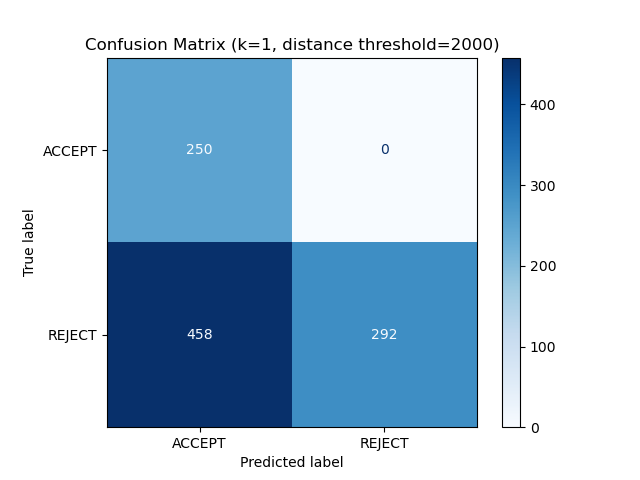 Confusion Matrix (k=1, distance threshold=2000)
True label
ACCEPT
250
0
REJECT
458
292
ACCEPT
REJECT
Predicted label
400
300
200
100
0